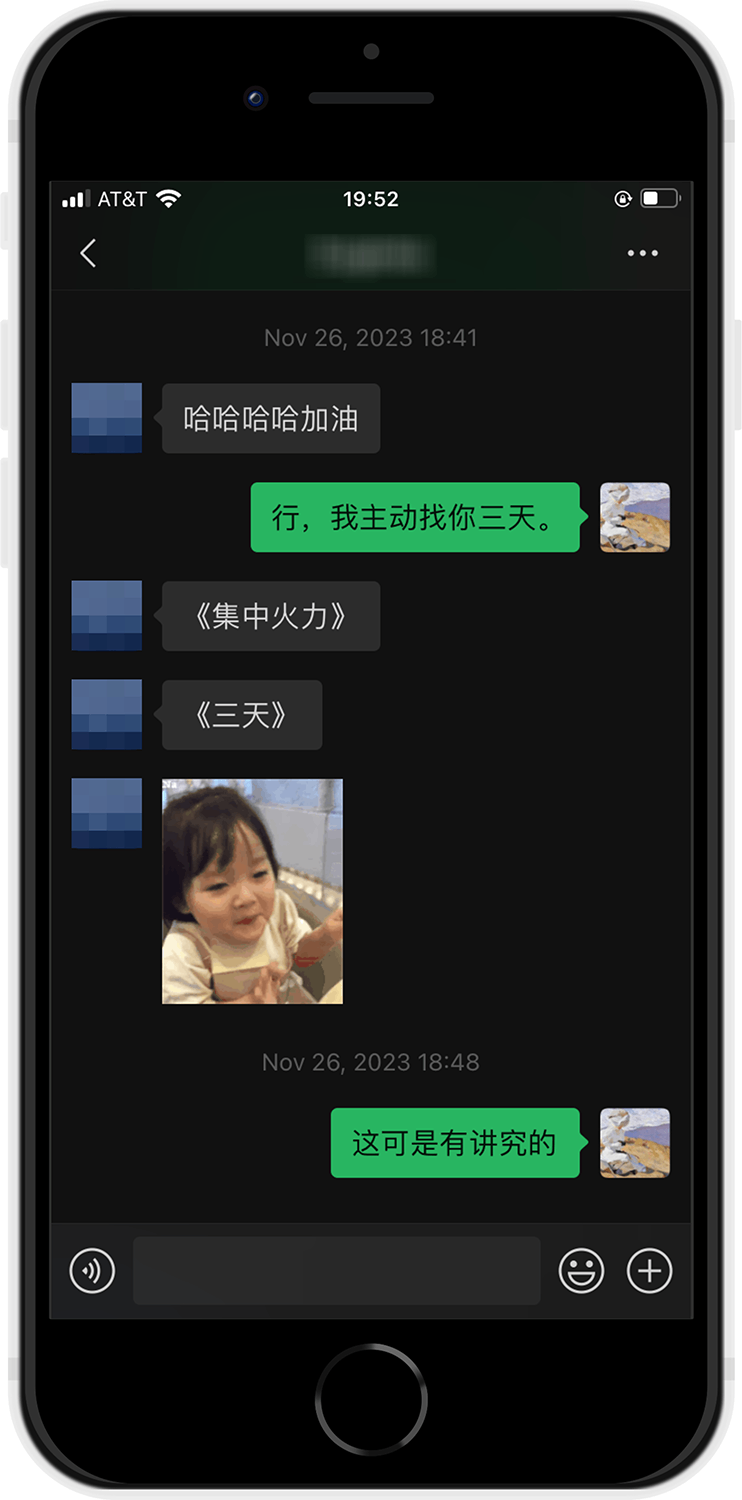 AT&T 19:52
Nov 26, 2023 18:41
哈哈哈哈加油
行，我主动找你三天。
《集中火力》
《三天》
Nov 26, 2023 18:48
这可是有讲究的